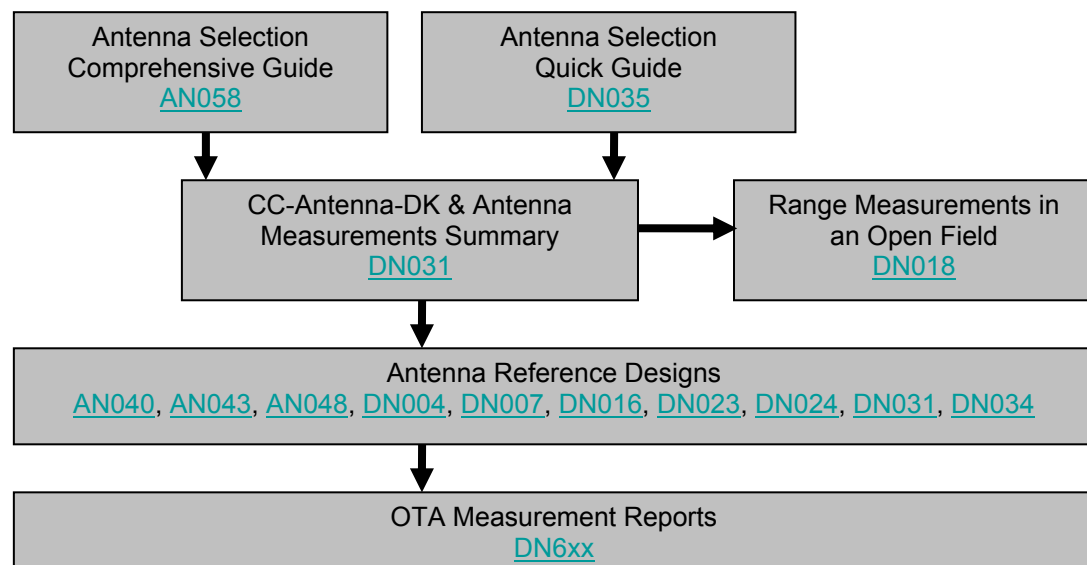 Antenna Selection
Comprehensive Guide
AN058
Antenna Selection
Quick Guide
DN035
CC-Antenna-DK & Antenna
Measurements Summary
DN031
Range Measurements in
an Open Field
DN018
Antenna Reference Designs
AN040, AN043, AN048, DN004, DN007, DN016, DN023, DN024, DN031, DN034
OTA Measurement Reports
DN6xx